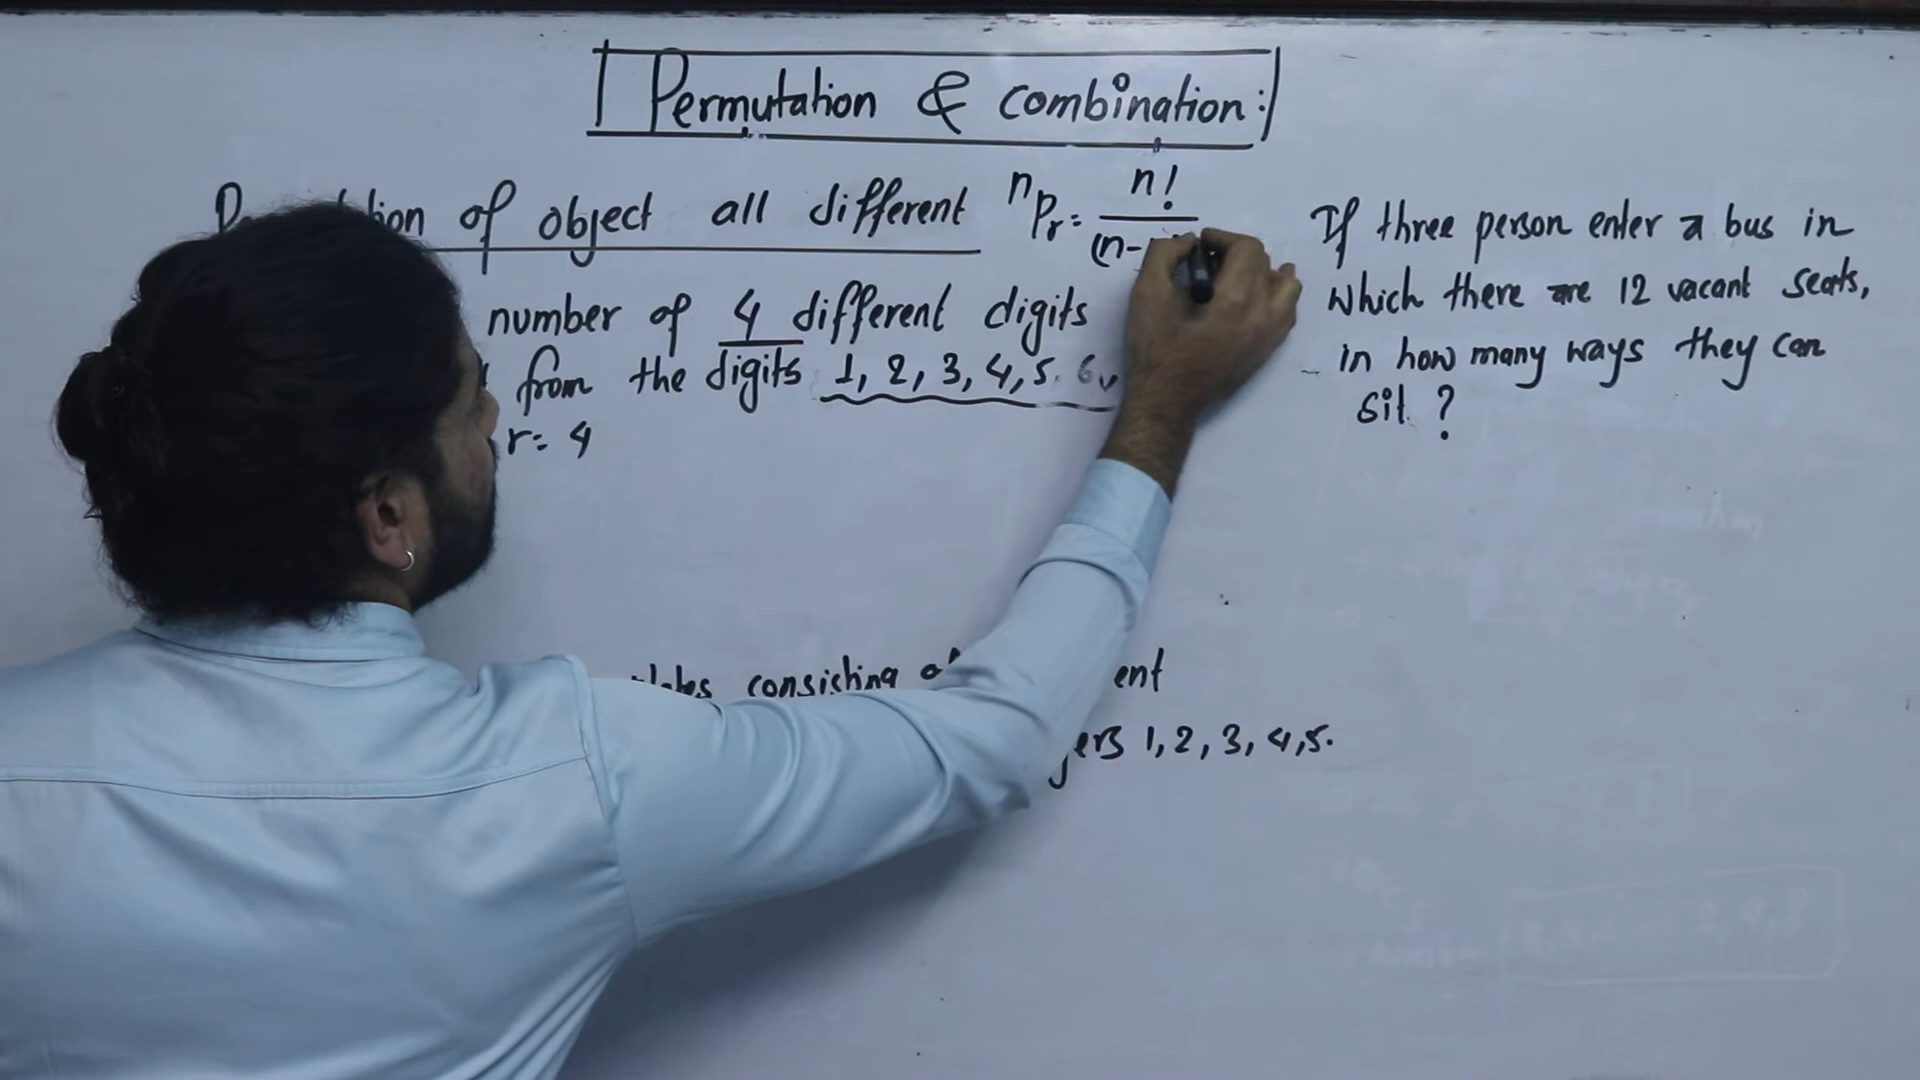 Permutation & combination:
of object all different nPr = n! / (n-
number of 4 different digits
from the digits 1, 2, 3, 4, 5. 6,
r = 4
consisting
1, 2, 3, 4, 5.
If three person enter a bus in
which there are 12 vacant seats,
in how many ways they can
sit. ?